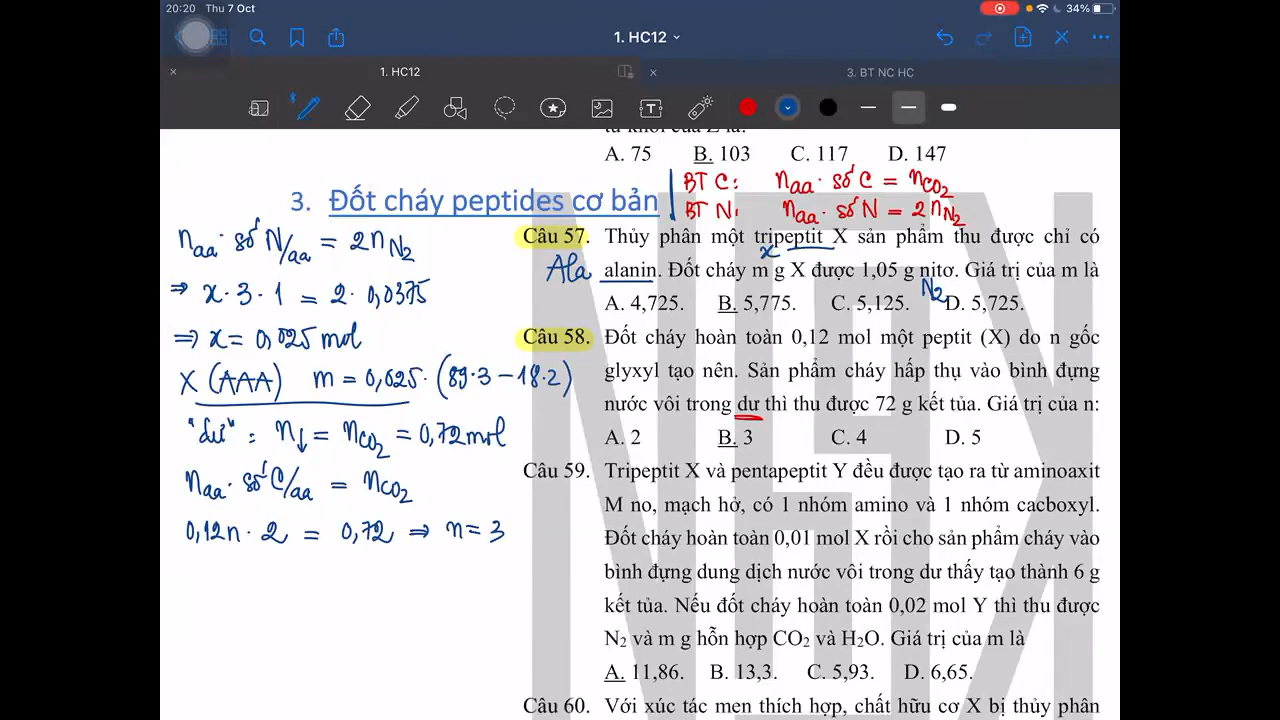 20:20 Thu 7 Oct
34%
1. HC12
1. HC12
3. BT NC HC
A. 75 B. 103 C. 117 D. 147
BT C: naa · số C = nCO2
BT N: naa · số N = 2nN2
3. Đốt cháy peptides cơ bản
naa · số N/aa = 2nN2
⇒ x · 3 · 1 = 2 · 0,0375
⇒ x = 0,025 mol
X (AAA) m = 0,025 · (89·3 – 18·2)
"dư" : n↓ = nCO2 = 0,72 mol
naa · số C/aa = nCO2
0,12n · 2 = 0,72 ⇒ n = 3
Câu 57. Thủy phân một tripeptit X sản phẩm thu được chỉ có
x
Ala
alanin. Đốt cháy m g X được 1,05 g nitơ. Giá trị của m là
N2
A. 4,725. B. 5,775. C. 5,125. D. 5,725.
Câu 58. Đốt cháy hoàn toàn 0,12 mol một peptit (X) do n gốc
glyxyl tạo nên. Sản phẩm cháy hấp thụ vào bình đựng
nước vôi trong dư thì thu được 72 g kết tủa. Giá trị của n:
A. 2 B. 3 C. 4 D. 5
Câu 59. Tripeptit X và pentapeptit Y đều được tạo ra từ aminoaxit
M no, mạch hở, có 1 nhóm amino và 1 nhóm cacboxyl.
Đốt cháy hoàn toàn 0,01 mol X rồi cho sản phẩm cháy vào
bình đựng dung dịch nước vôi trong dư thấy tạo thành 6 g
kết tủa. Nếu đốt cháy hoàn toàn 0,02 mol Y thì thu được
N2 và m g hỗn hợp CO2 và H2O. Giá trị của m là
A. 11,86. B. 13,3. C. 5,93. D. 6,65.
Câu 60. Với xúc tác men thích hợp, chất hữu cơ X bị thủy phân